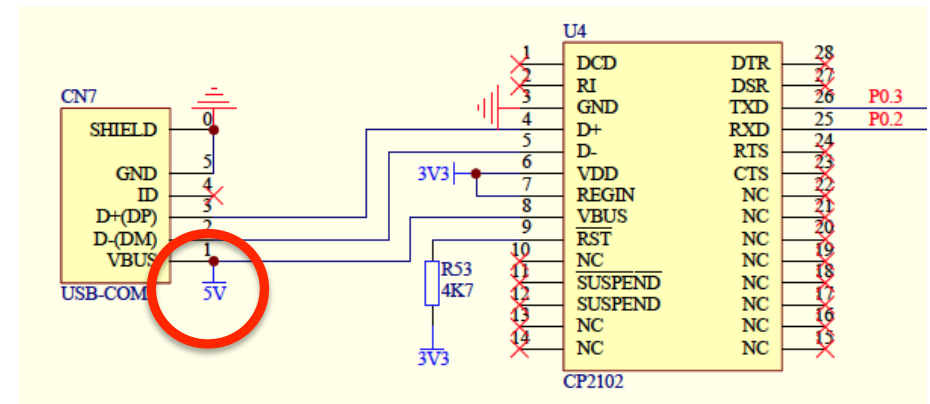 U4
CN7
SHIELD 0
GND 5
ID 4
D+(DP) 3
D-(DM) 2
VBUS 1
USB-COM
5V
3V3
R53
4K7
3V3
1 DCD DTR 28
2 RI DSR 27
3 GND TXD 26 P0.3
4 D+ RXD 25 P0.2
5 D- RTS 24
6 VDD CTS 23
7 REGIN NC 22
8 VBUS NC 21
9 RST NC 20
10 NC NC 19
11 SUSPEND NC 18
12 SUSPEND NC 17
13 NC NC 16
14 NC NC 15
CP2102